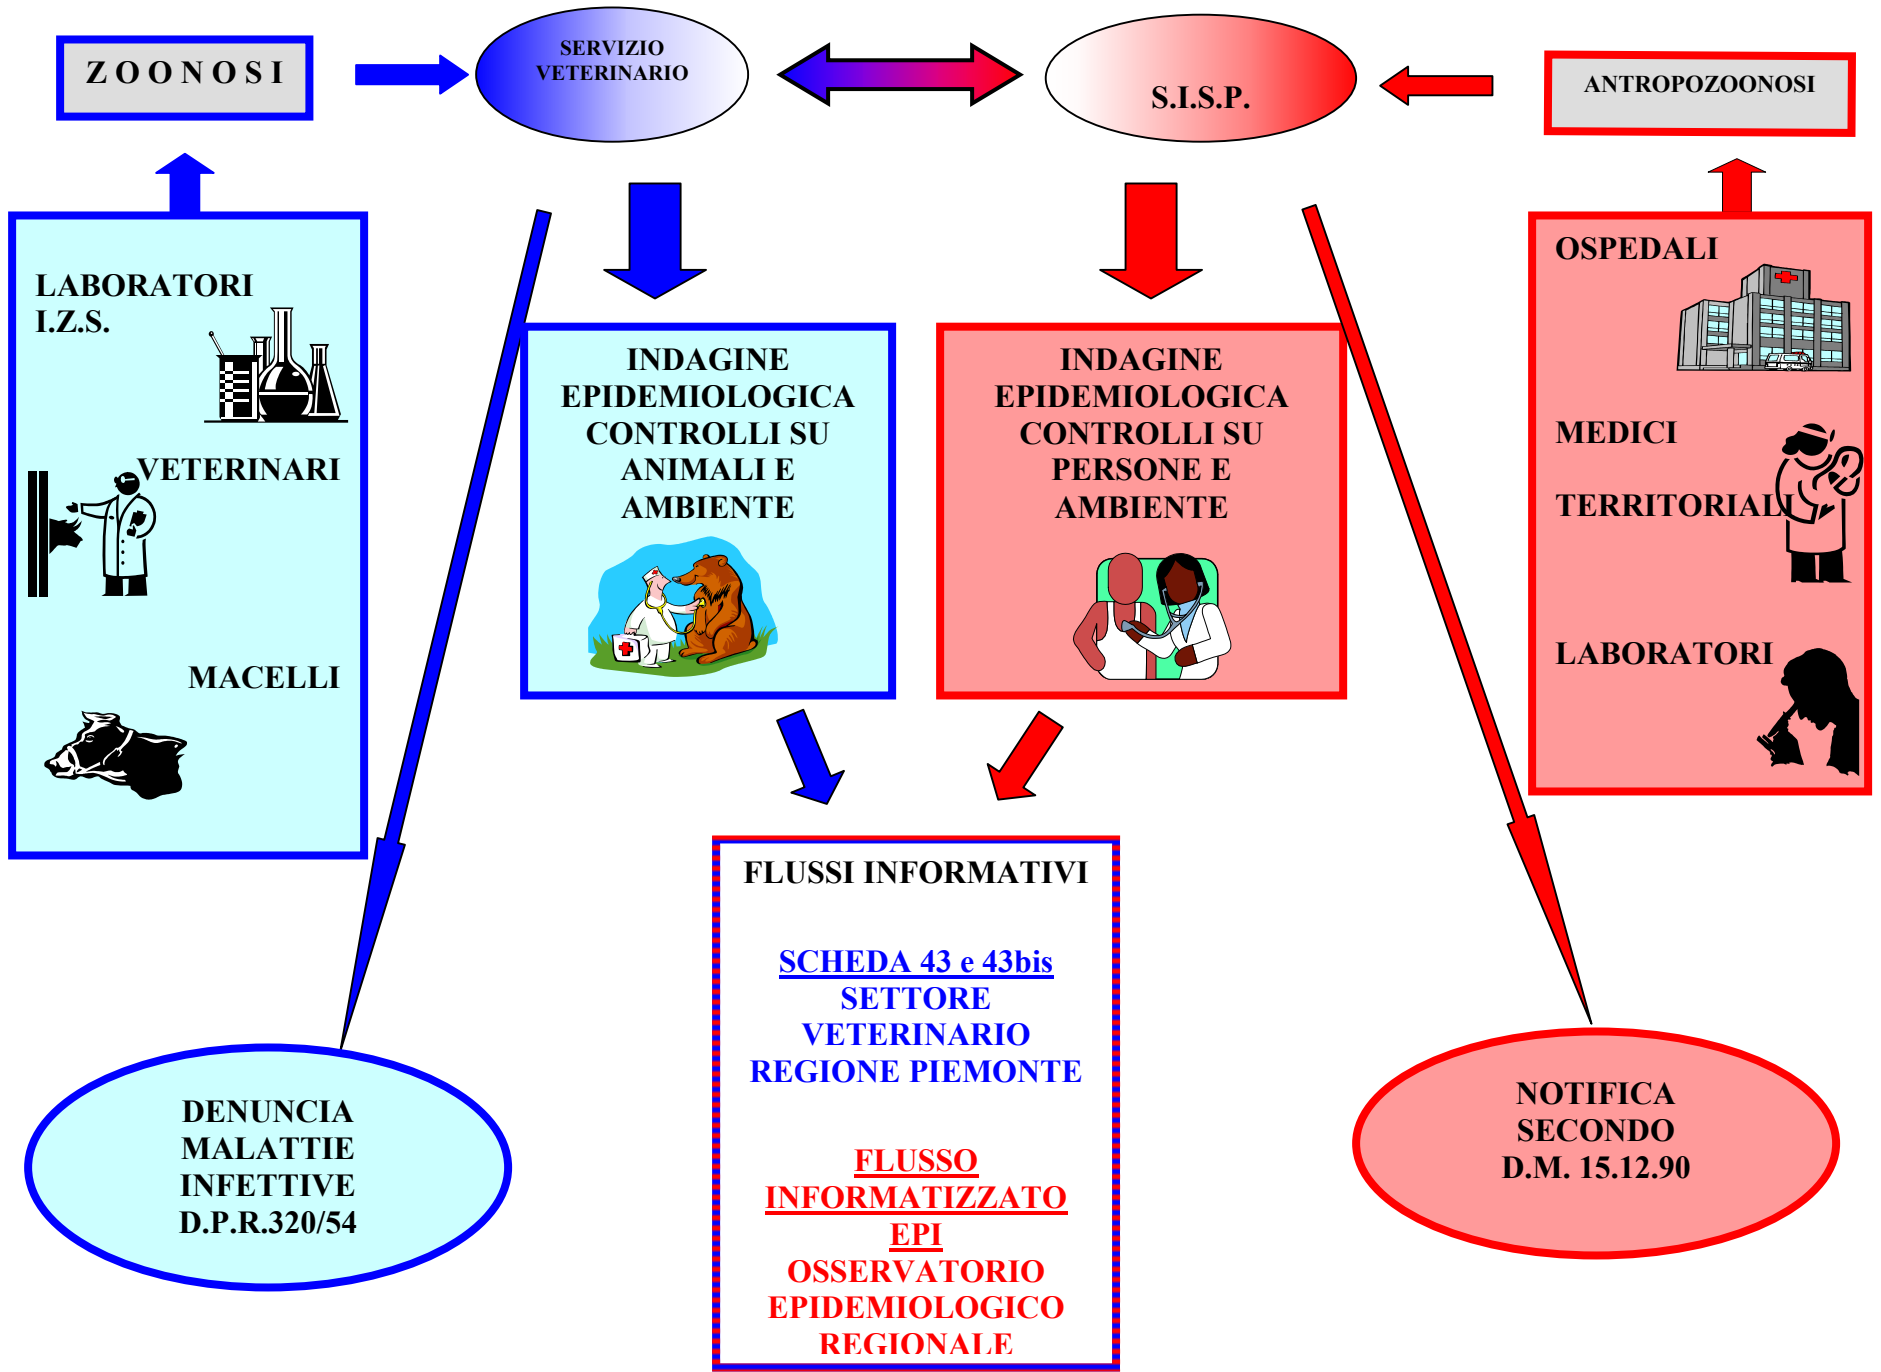 Z O O N O S I
SERVIZIO
VETERINARIO
S.I.S.P.
ANTROPOZOONOSI
LABORATORI
I.Z.S.
VETERINARI
MACELLI
INDAGINE
EPIDEMIOLOGICA
CONTROLLI SU
ANIMALI E
AMBIENTE
INDAGINE
EPIDEMIOLOGICA
CONTROLLI SU
PERSONE E
AMBIENTE
OSPEDALI
MEDICI
TERRITORIALI
LABORATORI
FLUSSI INFORMATIVI
SCHEDA 43 e 43bis
SETTORE
VETERINARIO
REGIONE PIEMONTE
FLUSSO
INFORMATIZZATO
EPI
OSSERVATORIO
EPIDEMIOLOGICO
REGIONALE
DENUNCIA
MALATTIE
INFETTIVE
D.P.R.320/54
NOTIFICA
SECONDO
D.M. 15.12.90